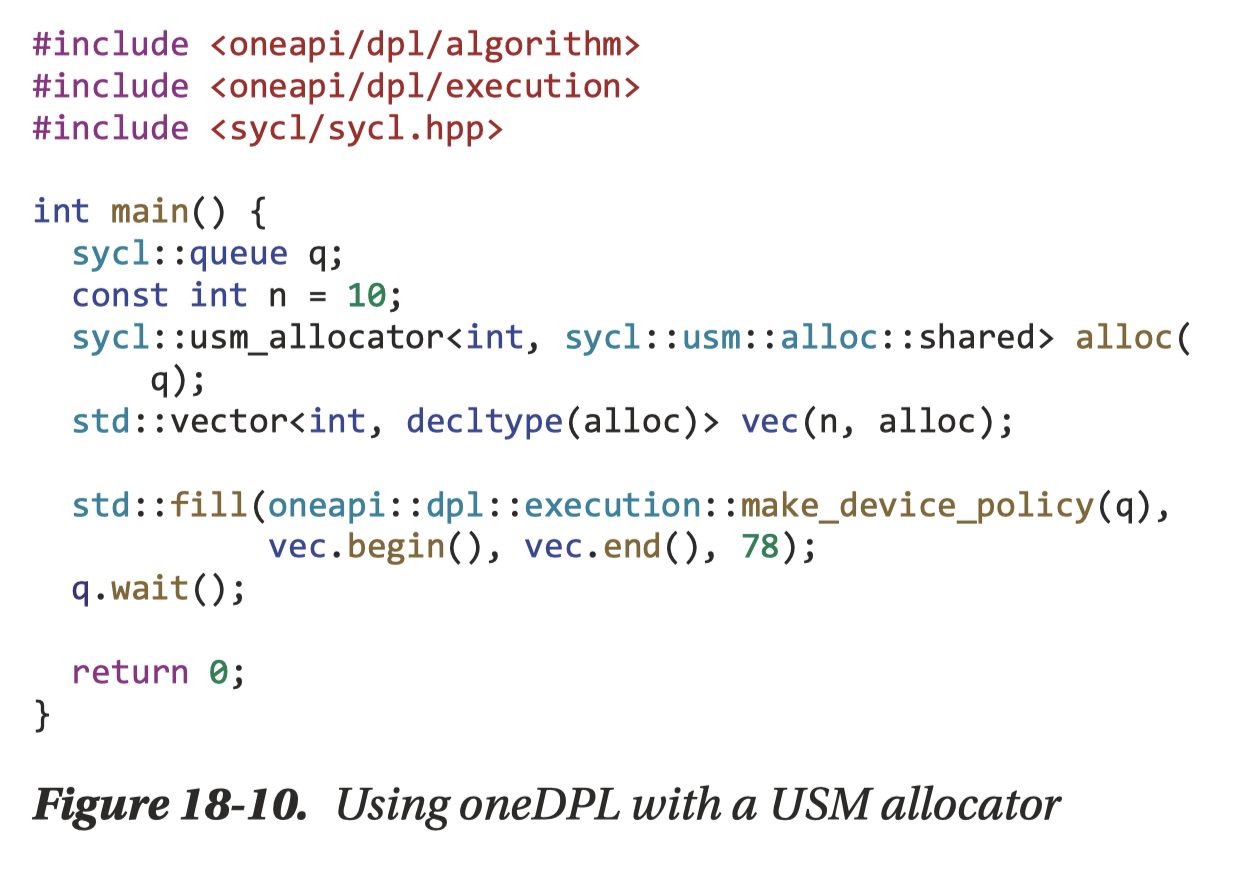 #include <oneapi/dpl/algorithm>
#include <oneapi/dpl/execution>
#include <sycl/sycl.hpp>

int main() {
  sycl::queue q;
  const int n = 10;
  sycl::usm_allocator<int, sycl::usm::alloc::shared> alloc(
      q);
  std::vector<int, decltype(alloc)> vec(n, alloc);

  std::fill(oneapi::dpl::execution::make_device_policy(q),
            vec.begin(), vec.end(), 78);
  q.wait();

  return 0;
}
Figure 18-10. Using oneDPL with a USM allocator